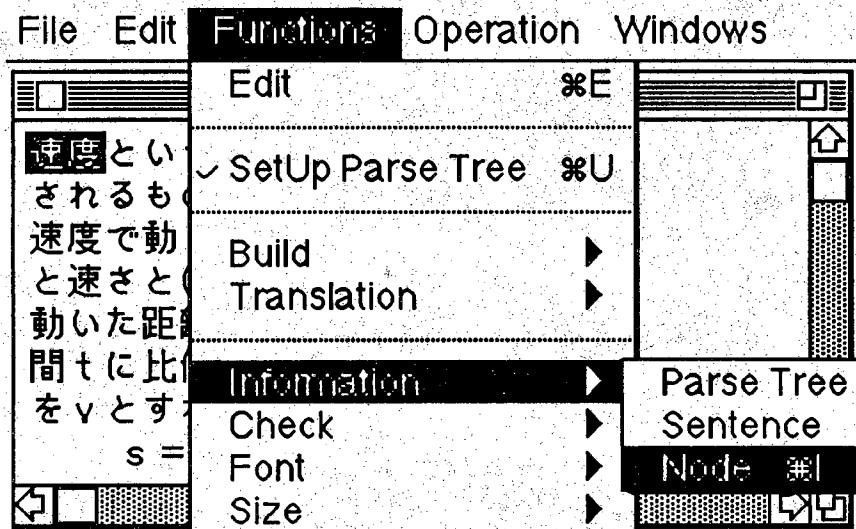 File Edit Functions Operation Windows
Edit ⌘E
✓ SetUp Parse Tree ⌘U
Build ▶
Translation ▶
Information ▶
Check ▶
Font ▶
Size ▶
Parse Tree
Sentence
Node ⌘I
速度とい
されるも
速度で動
と速さと
動いた距
間tに比
をvとす
s =